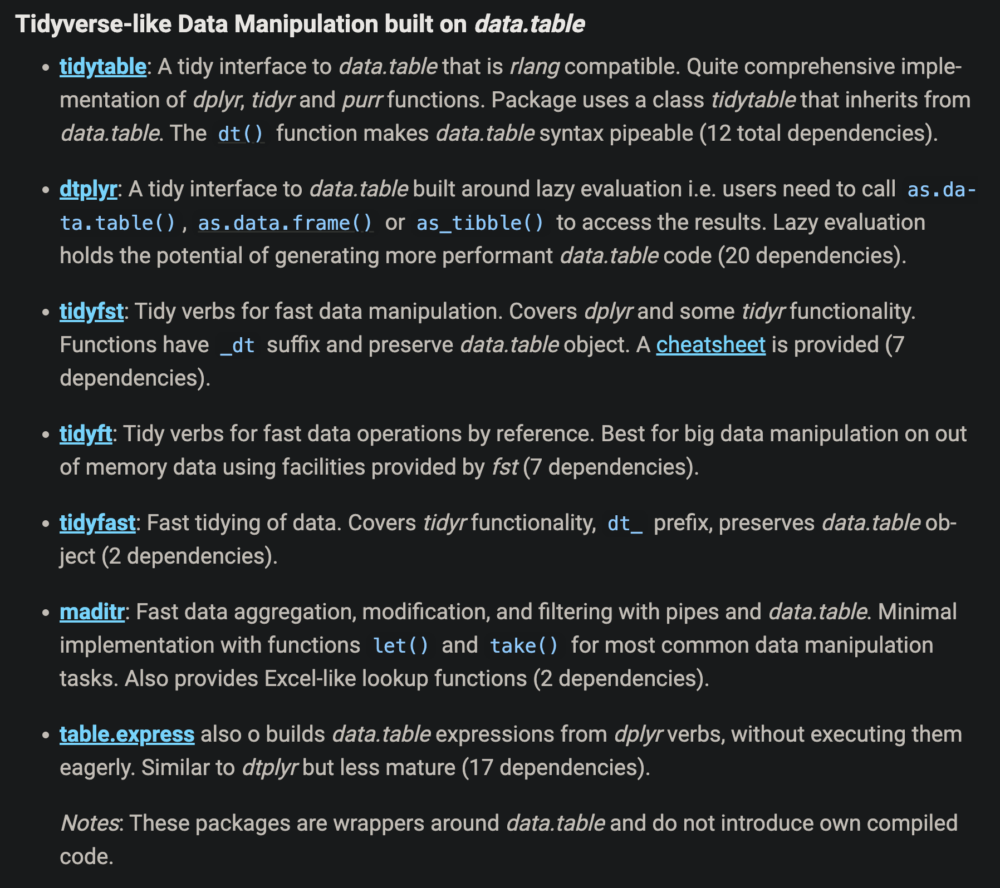 Tidyverse-like Data Manipulation built on data.table
• tidytable: A tidy interface to data.table that is rlang compatible. Quite comprehensive imple-
mentation of dplyr, tidyr and purr functions. Package uses a class tidytable that inherits from
data.table. The dt() function makes data.table syntax pipeable (12 total dependencies).
• dtplyr: A tidy interface to data.table built around lazy evaluation i.e. users need to call as.da-
ta.table(), as.data.frame() or as_tibble() to access the results. Lazy evaluation
holds the potential of generating more performant data.table code (20 dependencies).
• tidyfst: Tidy verbs for fast data manipulation. Covers dplyr and some tidyr functionality.
Functions have _dt suffix and preserve data.table object. A cheatsheet is provided (7
dependencies).
• tidyft: Tidy verbs for fast data operations by reference. Best for big data manipulation on out
of memory data using facilities provided by fst (7 dependencies).
• tidyfast: Fast tidying of data. Covers tidyr functionality, dt_ prefix, preserves data.table ob-
ject (2 dependencies).
• maditr: Fast data aggregation, modification, and filtering with pipes and data.table. Minimal
implementation with functions let() and take() for most common data manipulation
tasks. Also provides Excel-like lookup functions (2 dependencies).
• table.express also o builds data.table expressions from dplyr verbs, without executing them
eagerly. Similar to dtplyr but less mature (17 dependencies).
Notes: These packages are wrappers around data.table and do not introduce own compiled
code.